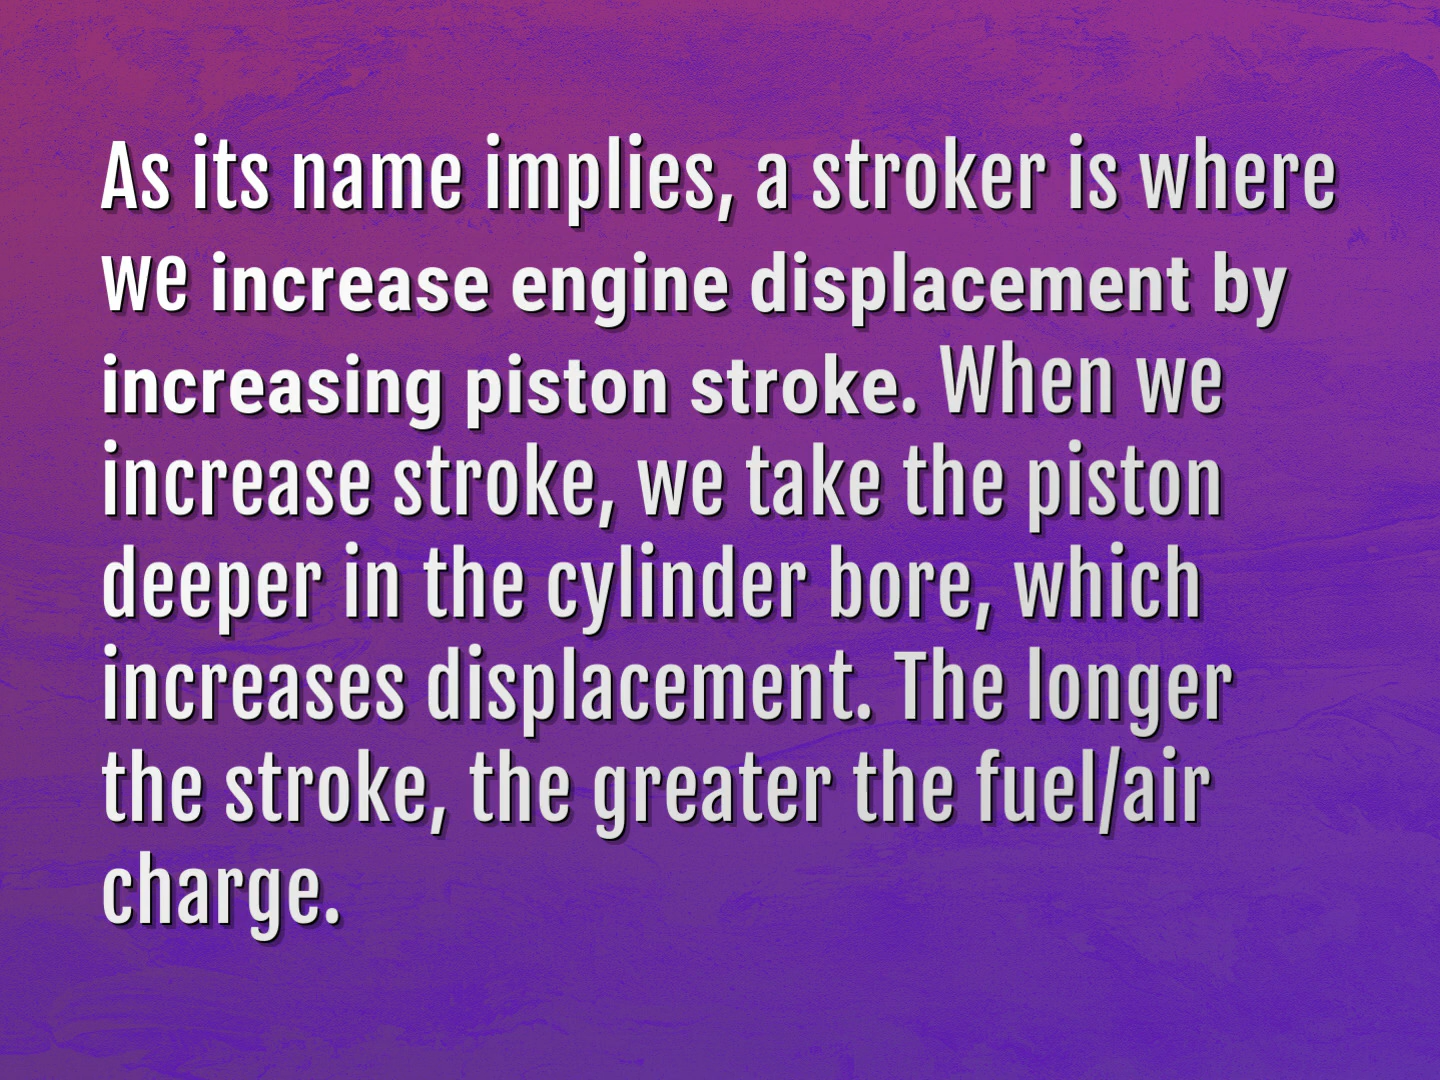 As its name implies, a stroker is where
we increase engine displacement by
increasing piston stroke. When we
increase stroke, we take the piston
deeper in the cylinder bore, which
increases displacement. The longer
the stroke, the greater the fuel/air
charge.